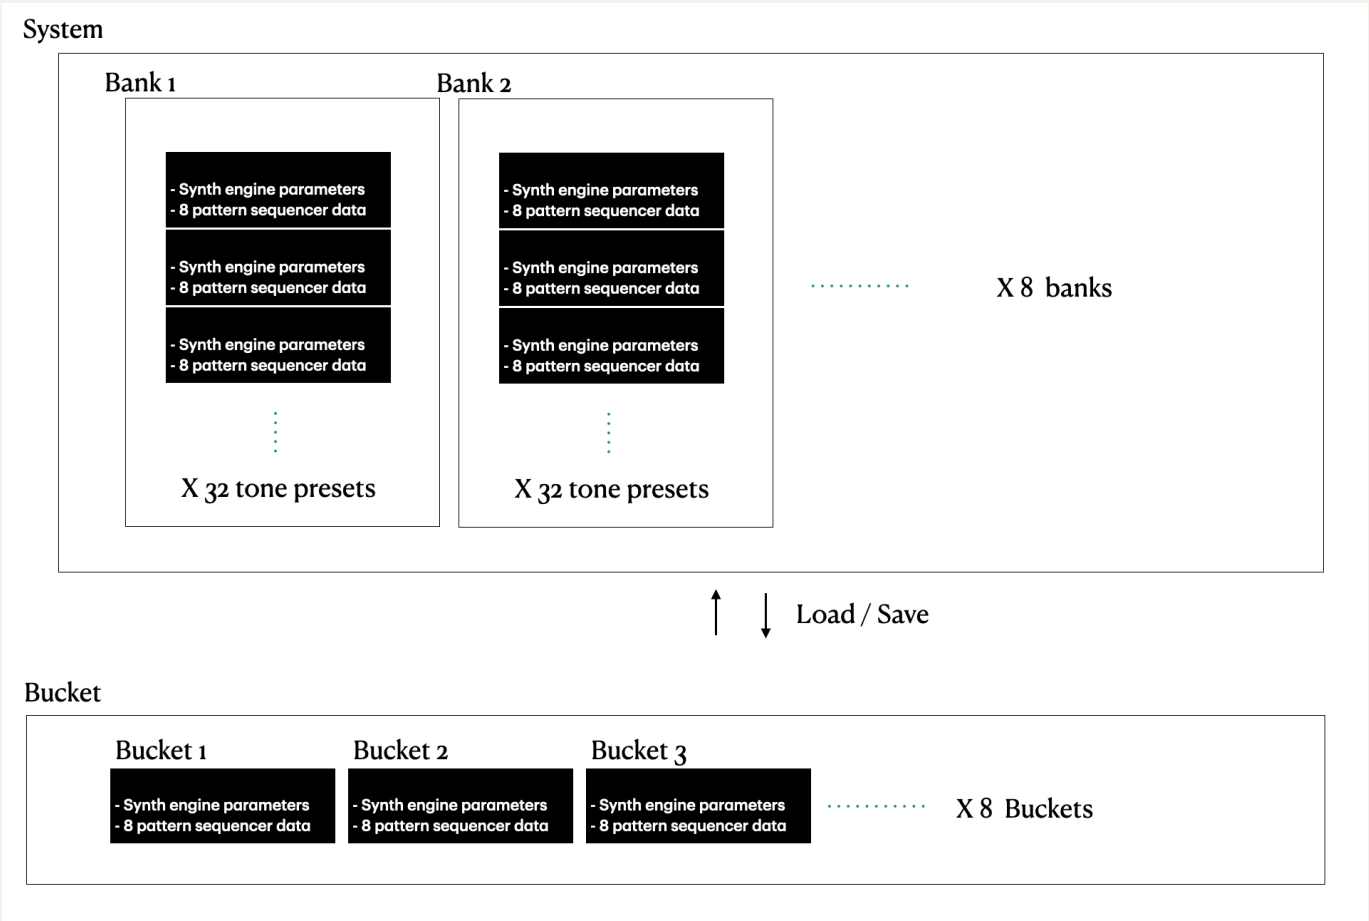 System
Bank 1
Bank 2
- Synth engine parameters
- 8 pattern sequencer data
- Synth engine parameters
- 8 pattern sequencer data
- Synth engine parameters
- 8 pattern sequencer data
X 32 tone presets
- Synth engine parameters
- 8 pattern sequencer data
- Synth engine parameters
- 8 pattern sequencer data
- Synth engine parameters
- 8 pattern sequencer data
X 32 tone presets
X 8 banks
Load / Save
Bucket
Bucket 1
- Synth engine parameters
- 8 pattern sequencer data
Bucket 2
- Synth engine parameters
- 8 pattern sequencer data
Bucket 3
- Synth engine parameters
- 8 pattern sequencer data
X 8 Buckets